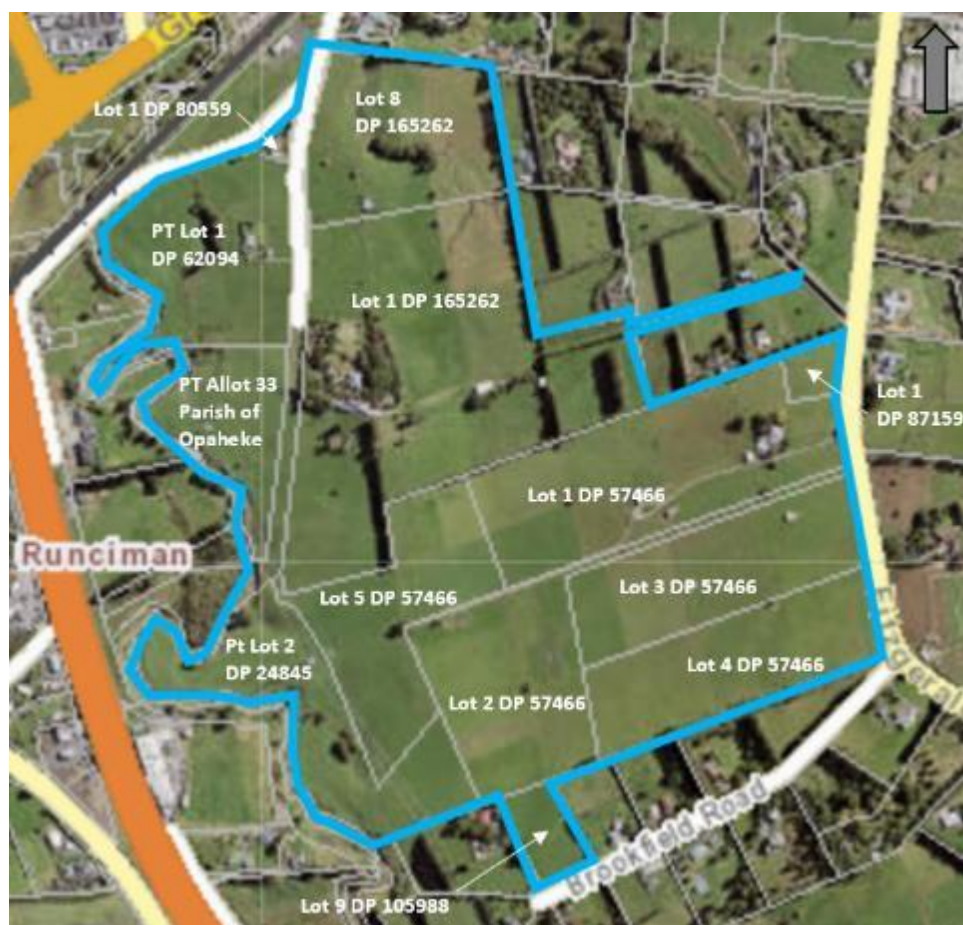 Gr
Lot 1 DP 80559
Lot 8
DP 165262
PT Lot 1
DP 62094
Lot 1 DP 165262
PT Allot 33
Parish of
Opaheke
Lot 1
DP 87159
Lot 1 DP 57466
Runciman
Lot 5 DP 57466
Lot 3 DP 57466
Fitzgeral
Pt Lot 2
DP 24845
Lot 4 DP 57466
Lot 2 DP 57466
Brookfield Road
Lot 9 DP 105988